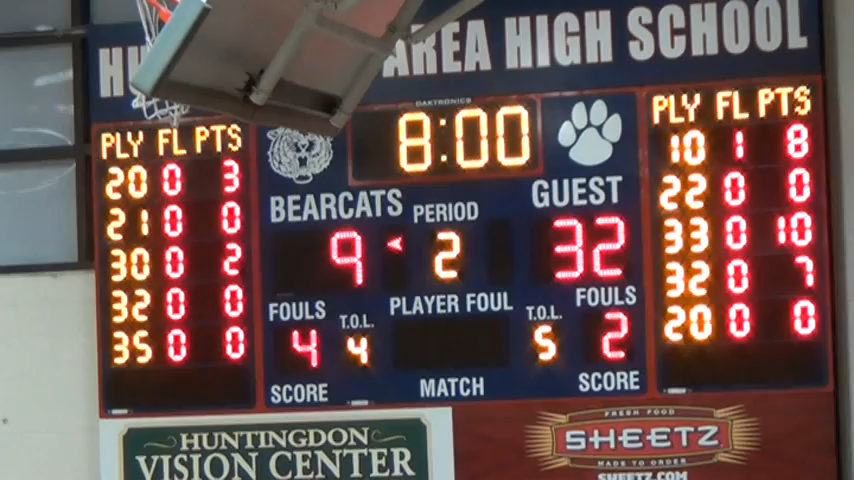 HU AREA HIGH SCHOOL
DAKTRONICS
8:00
PLY FL PTS
20 0 3
21 0 0
30 0 2
32 0 0
35 0 0
BEARCATS
PERIOD
GUEST
9 2 32
PLAYER FOUL
FOULS T.O.L.
4 4
T.O.L. FOULS
5 2
SCORE MATCH SCORE
PLY FL PTS
10 1 8
22 0 0
33 0 10
32 0 7
20 0 0
HUNTINGDON
VISION CENTER
FRESH FOOD
SHEETZ
MADE TO ORDER
SHEETZ.COM